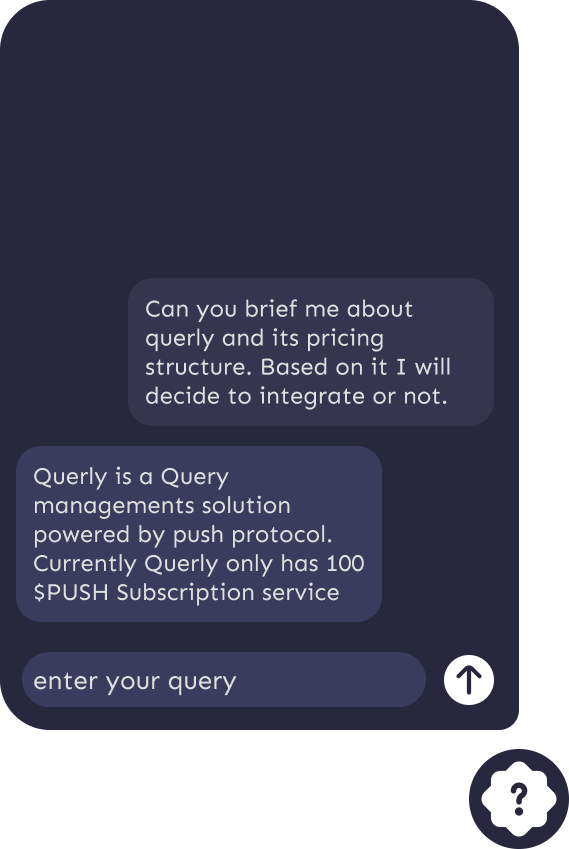 Can you brief me about
querly and its pricing
structure. Based on it I will
decide to integrate or not.
Querly is a Query
managements solution
powered by push protocol.
Currently Querly only has 100
$PUSH Subscription service
enter your query
?